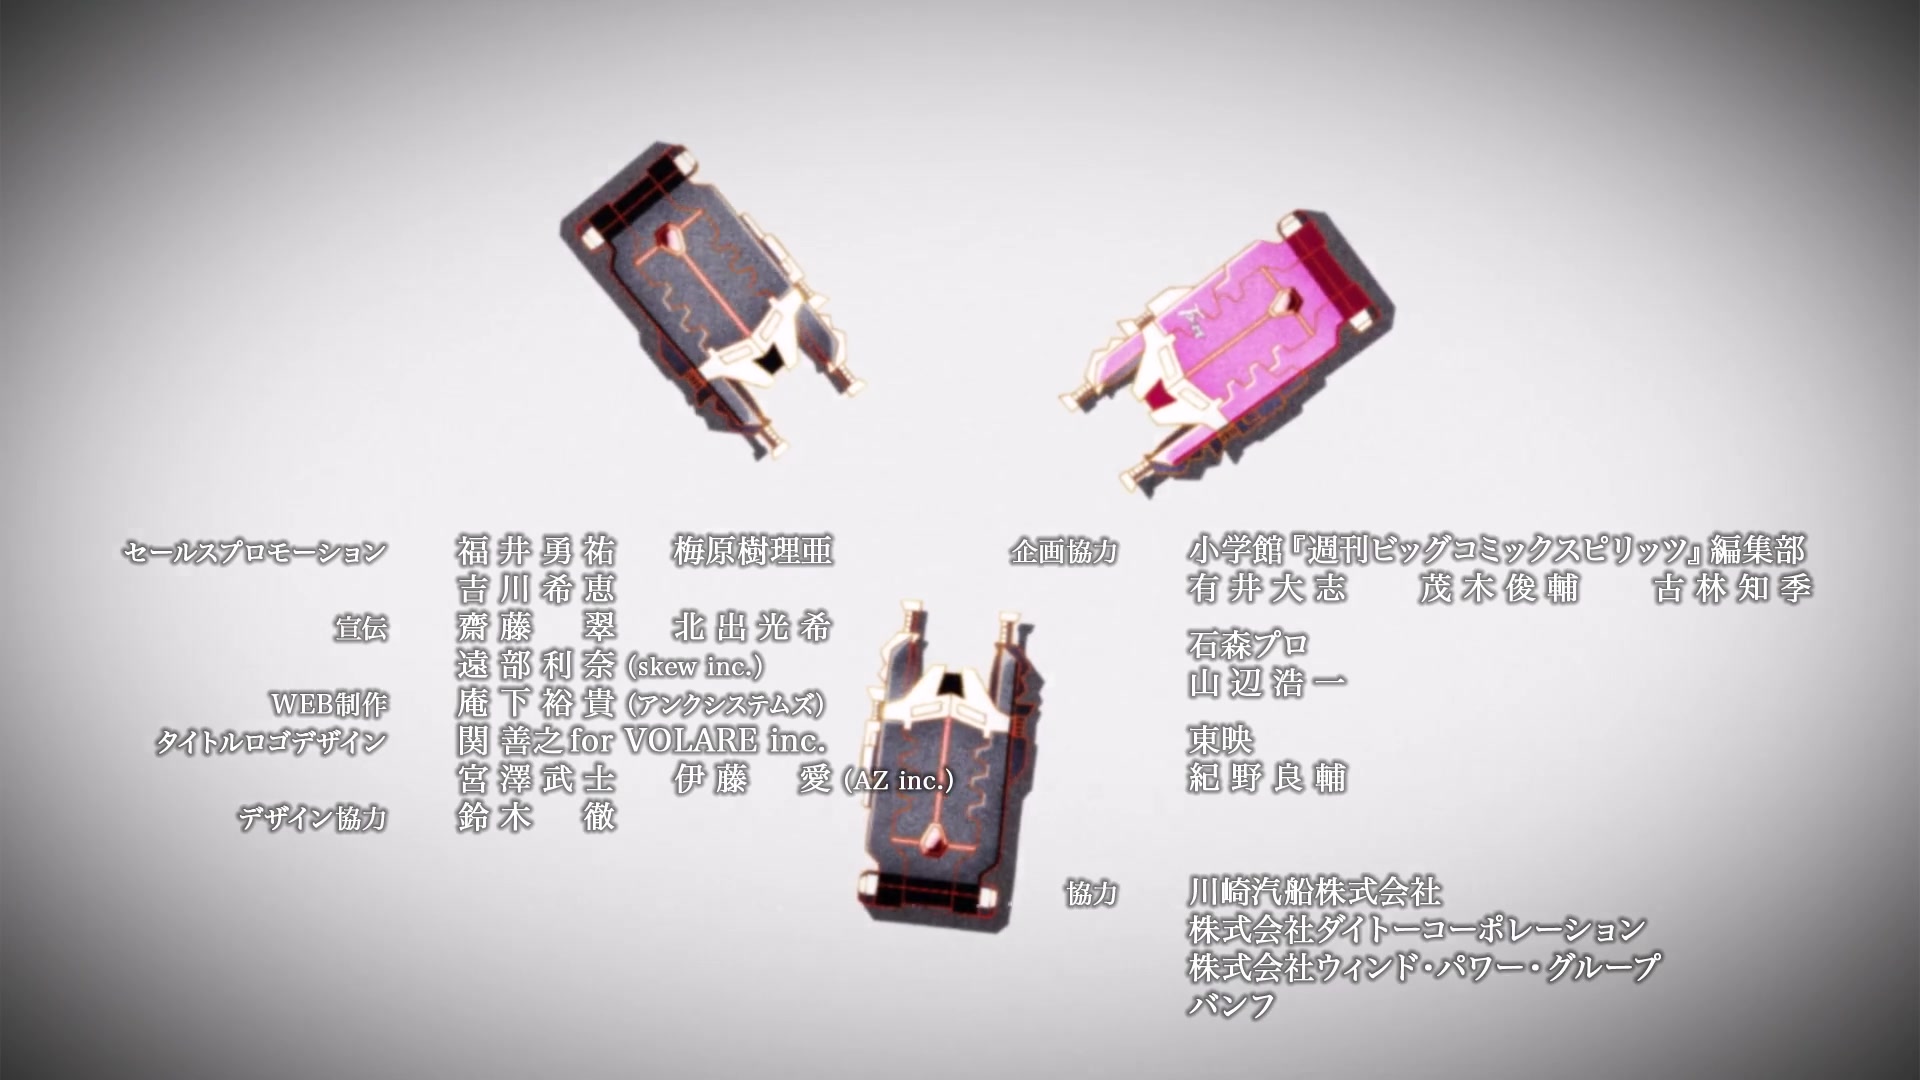 セールスプロモーション 福井勇祐 梅原樹理亜
吉川希恵
宣伝 齋藤 翠 北出光希
遠部利奈 (skew inc.)
WEB制作 庵下裕貴 (アンクシステムズ)
タイトルロゴデザイン 関 善之for VOLARE inc.
宮澤武士 伊藤 愛 (AZ inc.)
デザイン協力 鈴木 徹
企画協力 小学館『週刊ビッグコミックスピリッツ』編集部
有井大志 茂木俊輔 古林知季
石森プロ
山辺浩一
東映
紀野良輔
協力 川崎汽船株式会社
株式会社ダイトーコーポレーション
株式会社ウィンド・パワー・グループ
バンフ